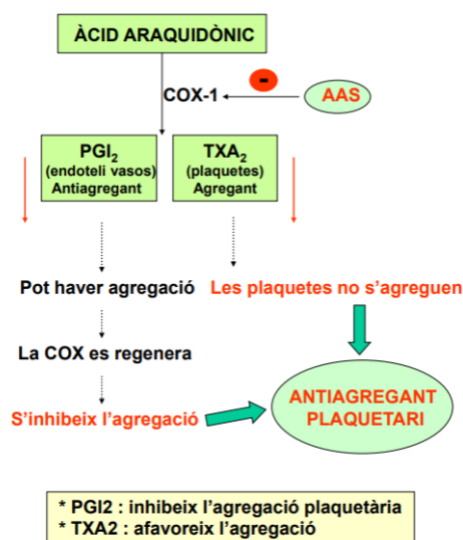 ÀCID ARAQUIDÒNIC
COX-1
-
AAS
PGI2
(endoteli vasos)
Antiagregant
TXA2
(plaquetes)
Agregant
Pot haver agregació
Les plaquetes no s’agreguen
La COX es regenera
S’inhibeix l’agregació
ANTIAGREGANT
PLAQUETARI
* PGI2 : inhibeix l’agregació plaquetària
* TXA2 : afavoreix l’agregació